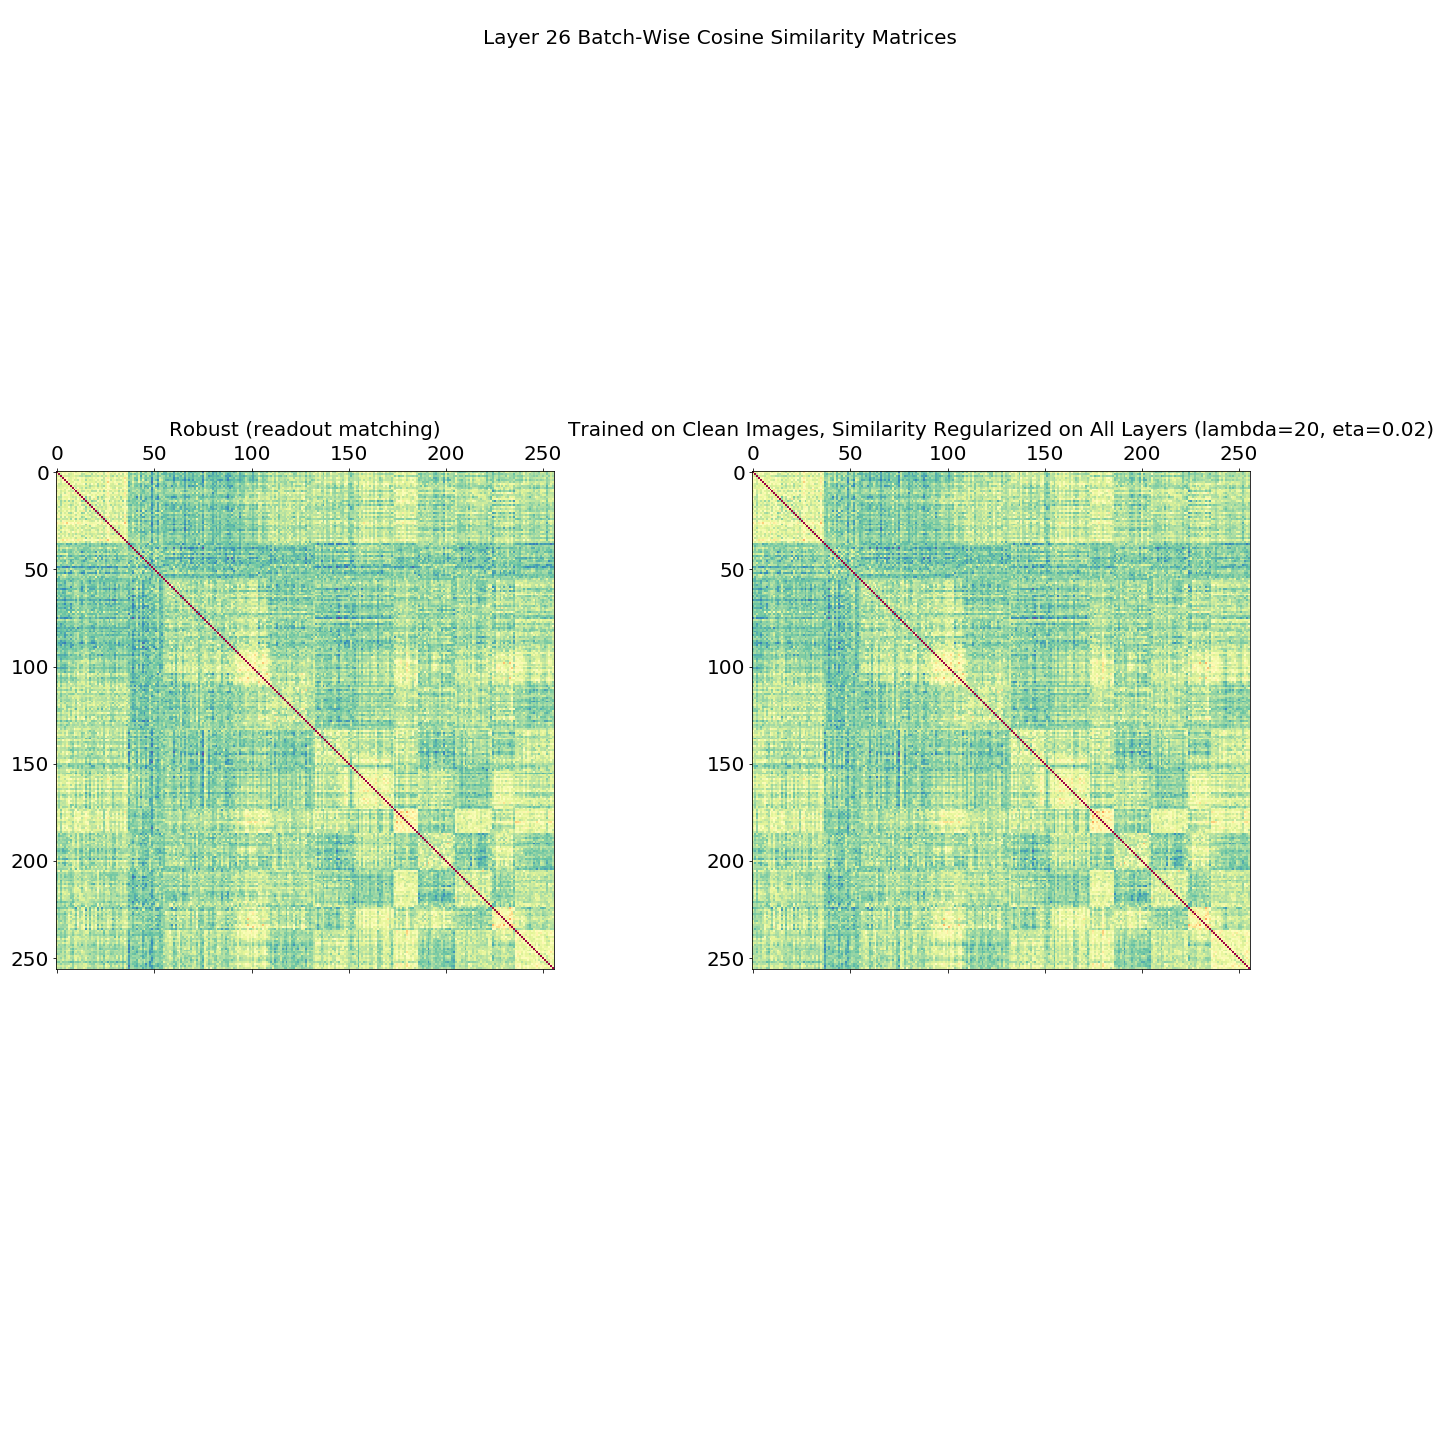 Layer 26 Batch-Wise Cosine Similarity Matrices
Robust (readout matching)
Trained on Clean Images, Similarity Regularized on All Layers (lambda=20, eta=0.02)
0 50 100 150 200 250
0 50 100 150 200 250
0
50
100
150
200
250
0
50
100
150
200
250